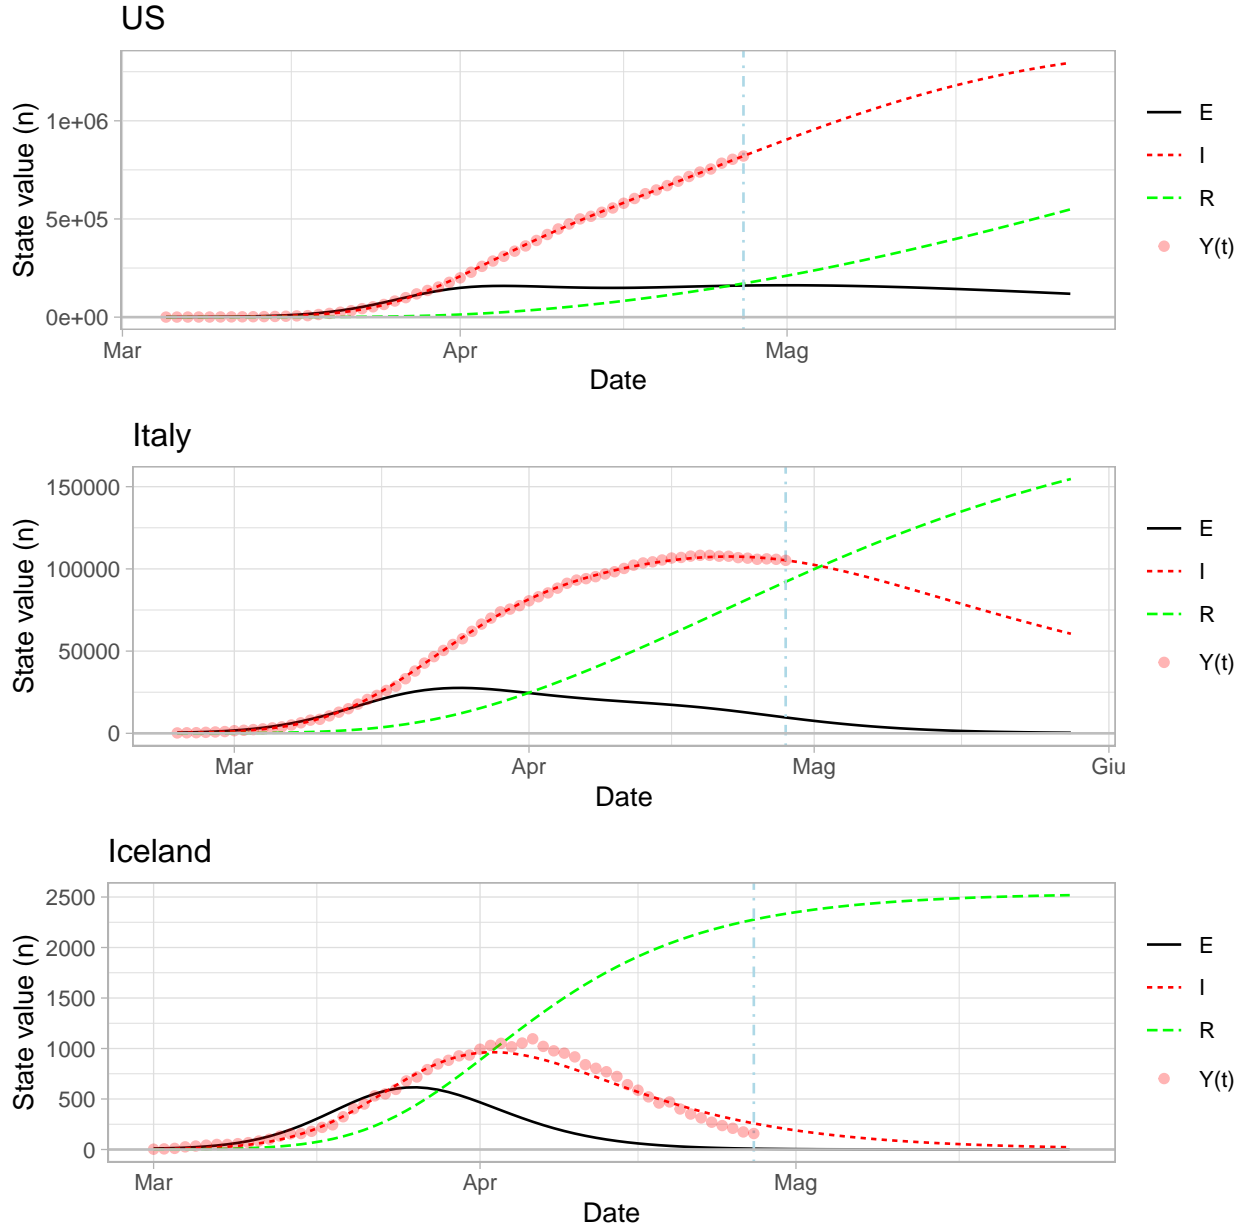 US
State value (n)
1e+06
5e+05
0e+00
Mar
Apr
Mag
Date
E
I
R
Y(t)
Italy
State value (n)
150000
100000
50000
0
Mar
Apr
Mag
Giu
Date
E
I
R
Y(t)
Iceland
State value (n)
2500
2000
1500
1000
500
0
Mar
Apr
Mag
Date
E
I
R
Y(t)